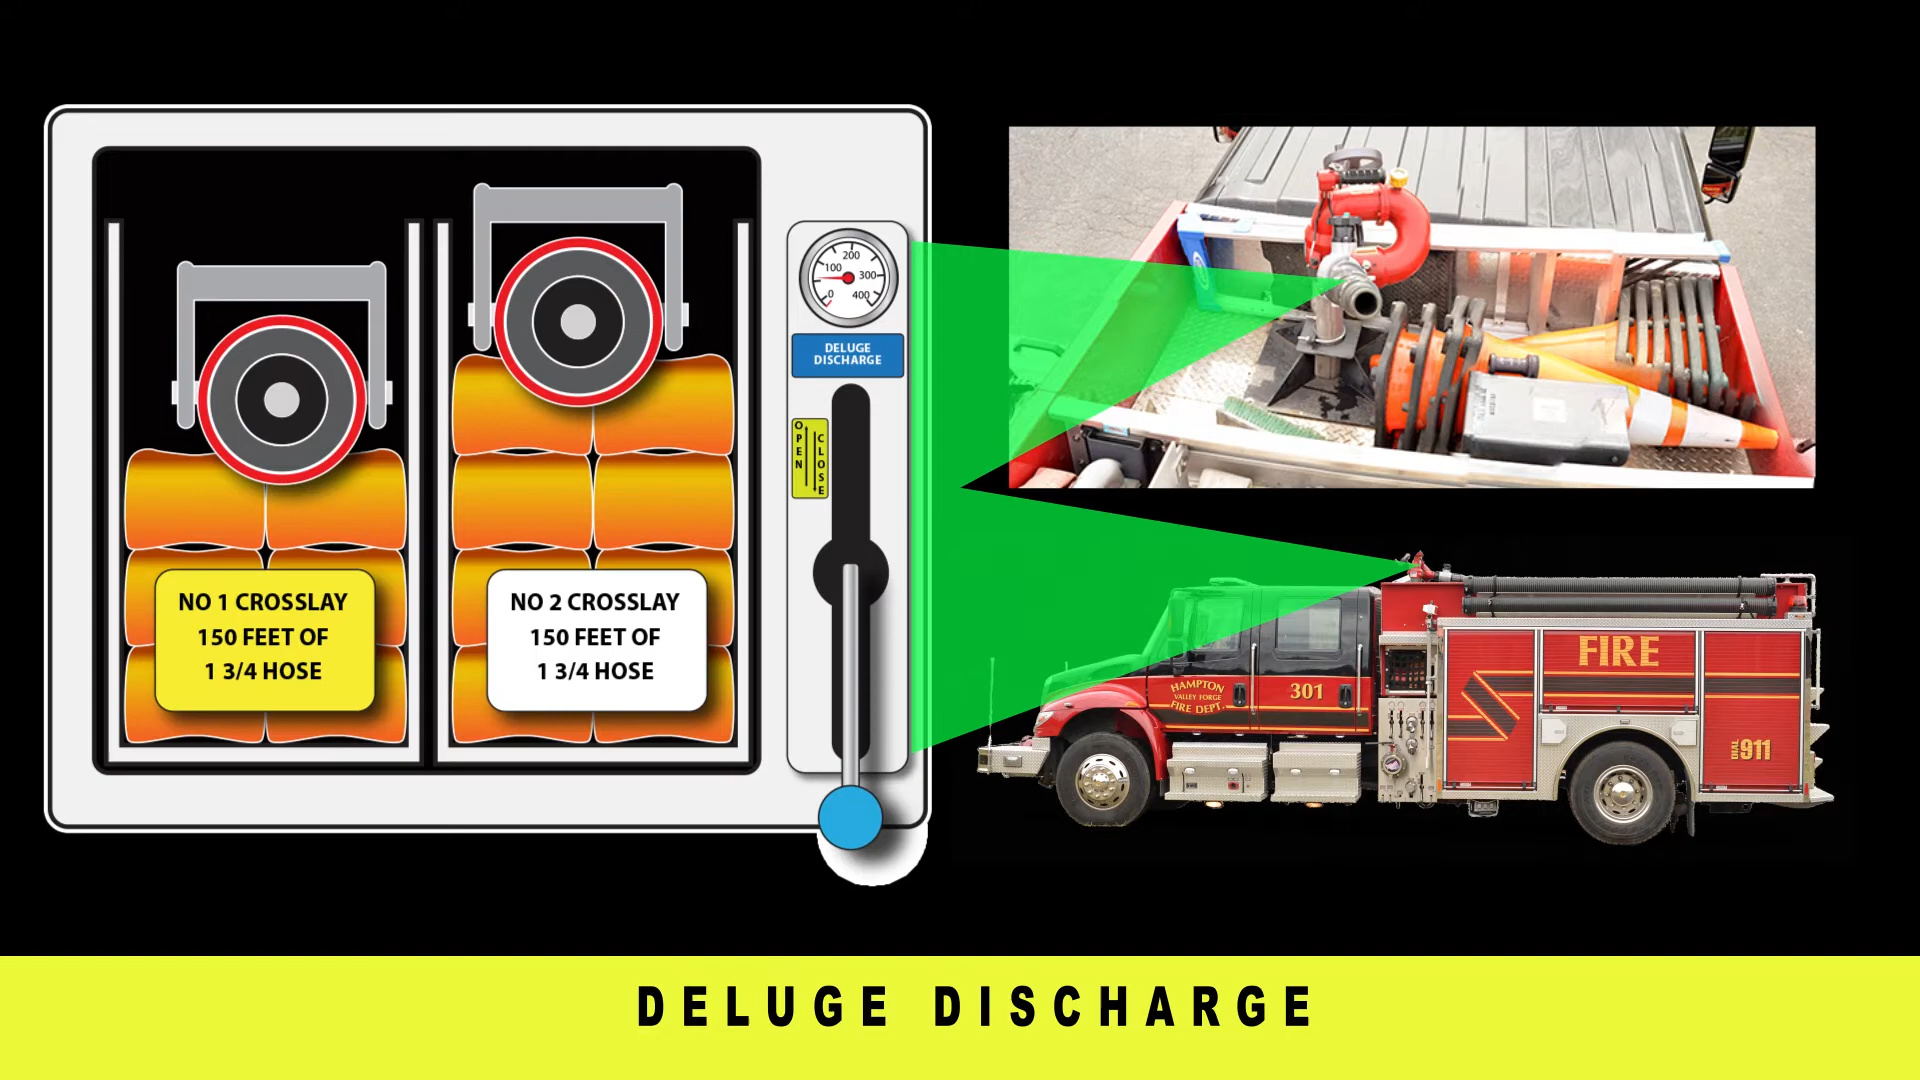 200
100
300
0
400
DELUGE
DISCHARGE
OPEN
CLOSE
NO 1 CROSSLAY
150 FEET OF
1 3/4 HOSE
NO 2 CROSSLAY
150 FEET OF
1 3/4 HOSE
FIRE
HAMPTON
VALLEY FORGE
FIRE DEPT.
301
DIAL
911
DELUGE DISCHARGE